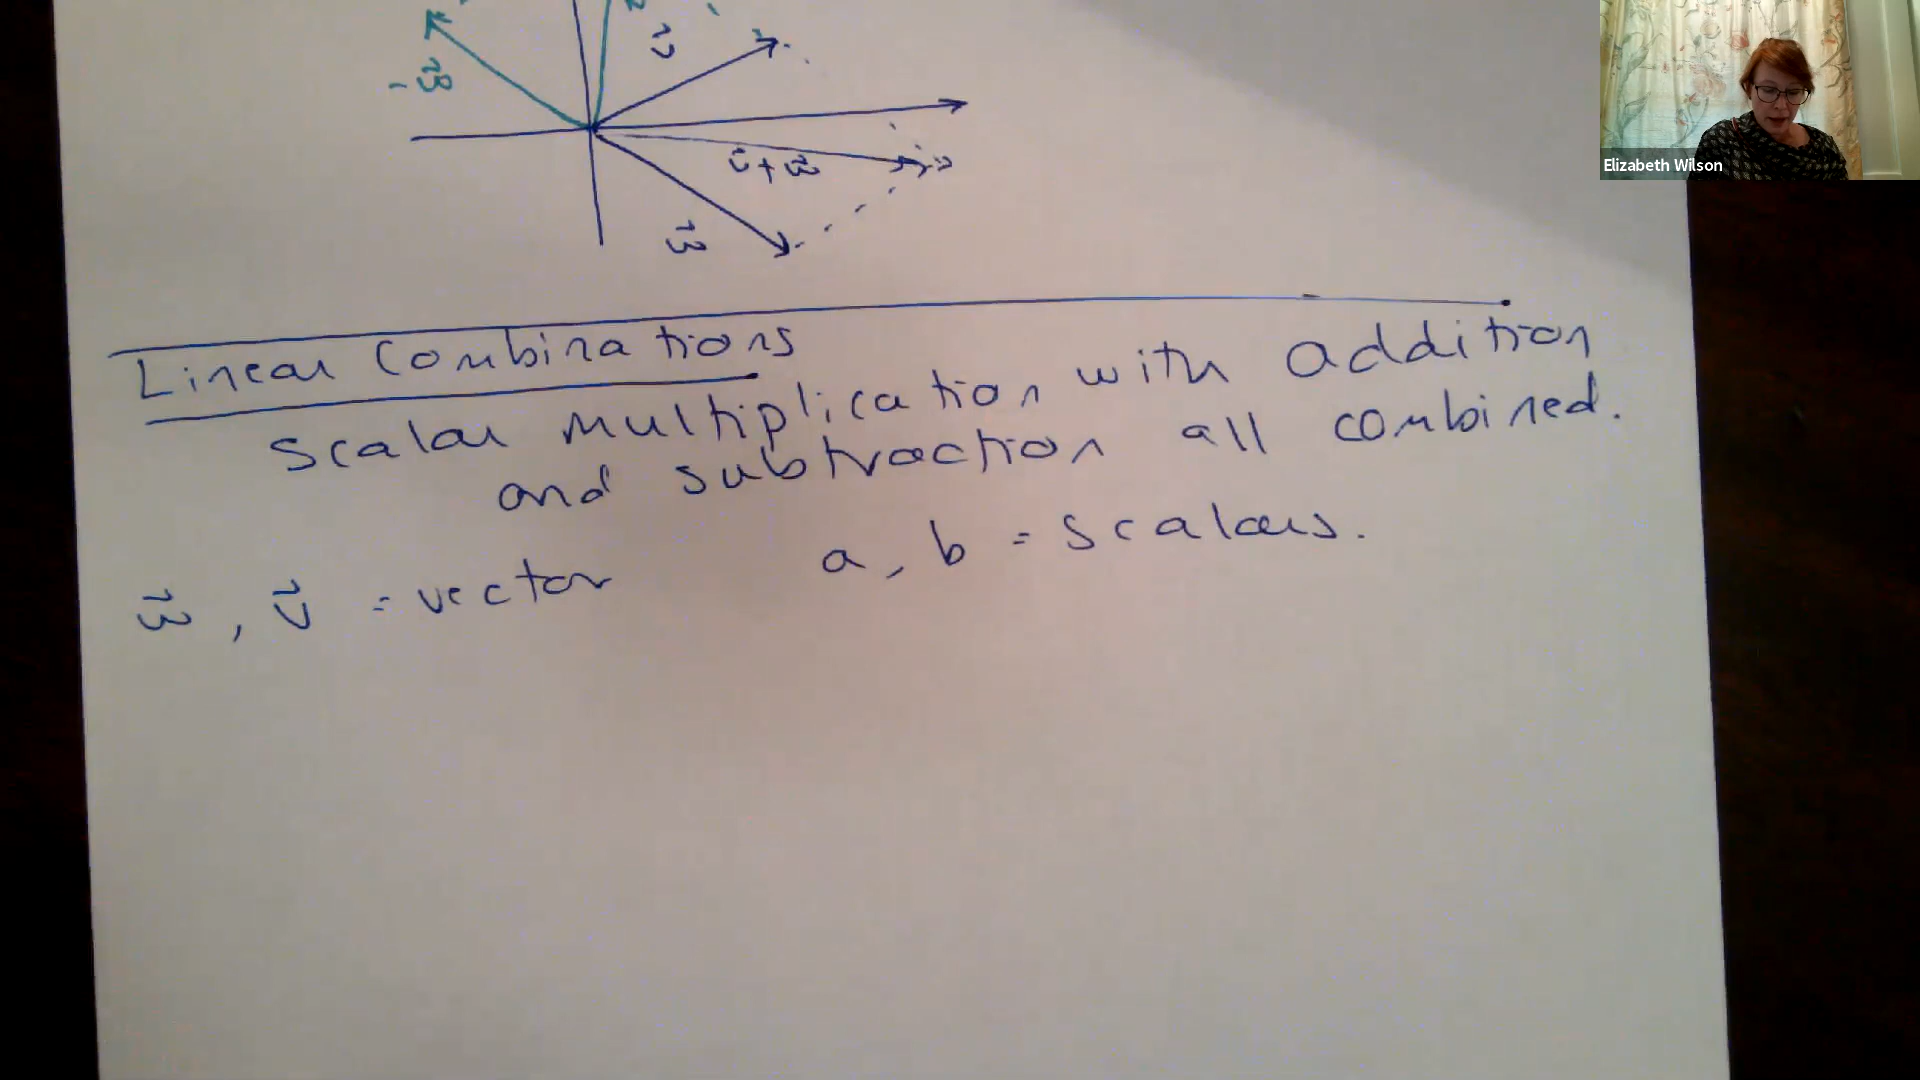 v⃗
w⃗
Elizabeth Wilson
v⃗ + w⃗
w⃗
Linear Combinations
scalar multiplication with addition
and subtraction all combined.
w⃗, v⃗ = vector a, b = scalars.